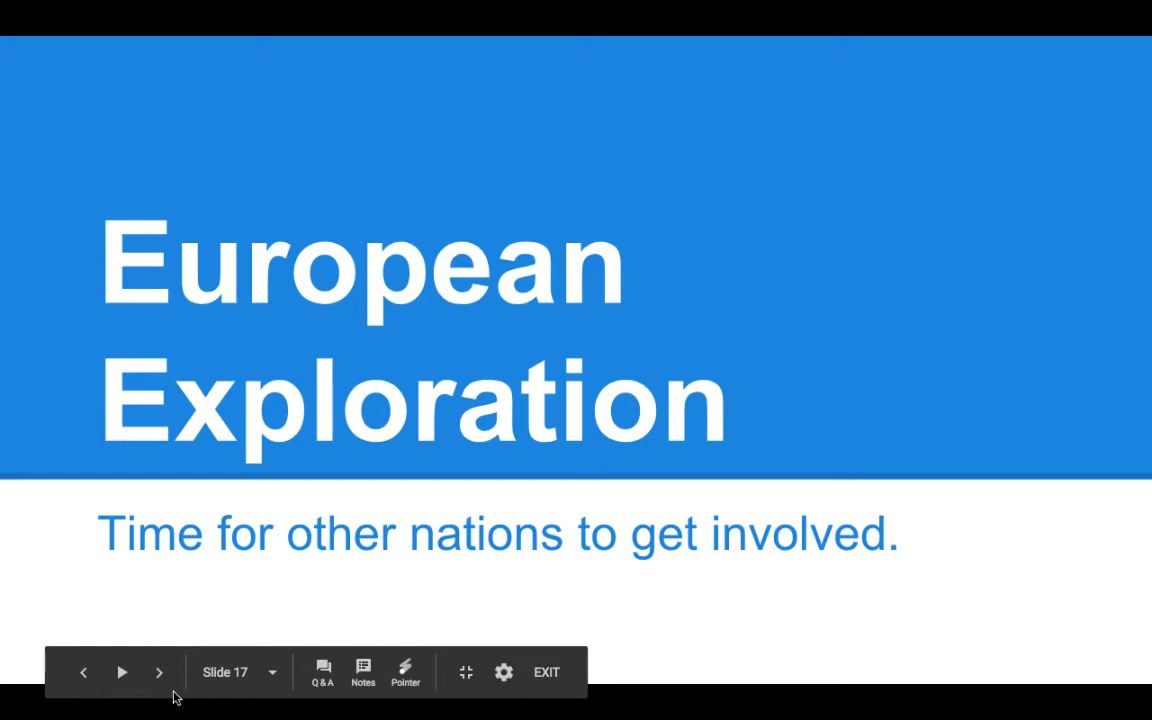 European
Exploration
Time for other nations to get involved.
Slide 17
Q & A
Notes
Pointer
EXIT